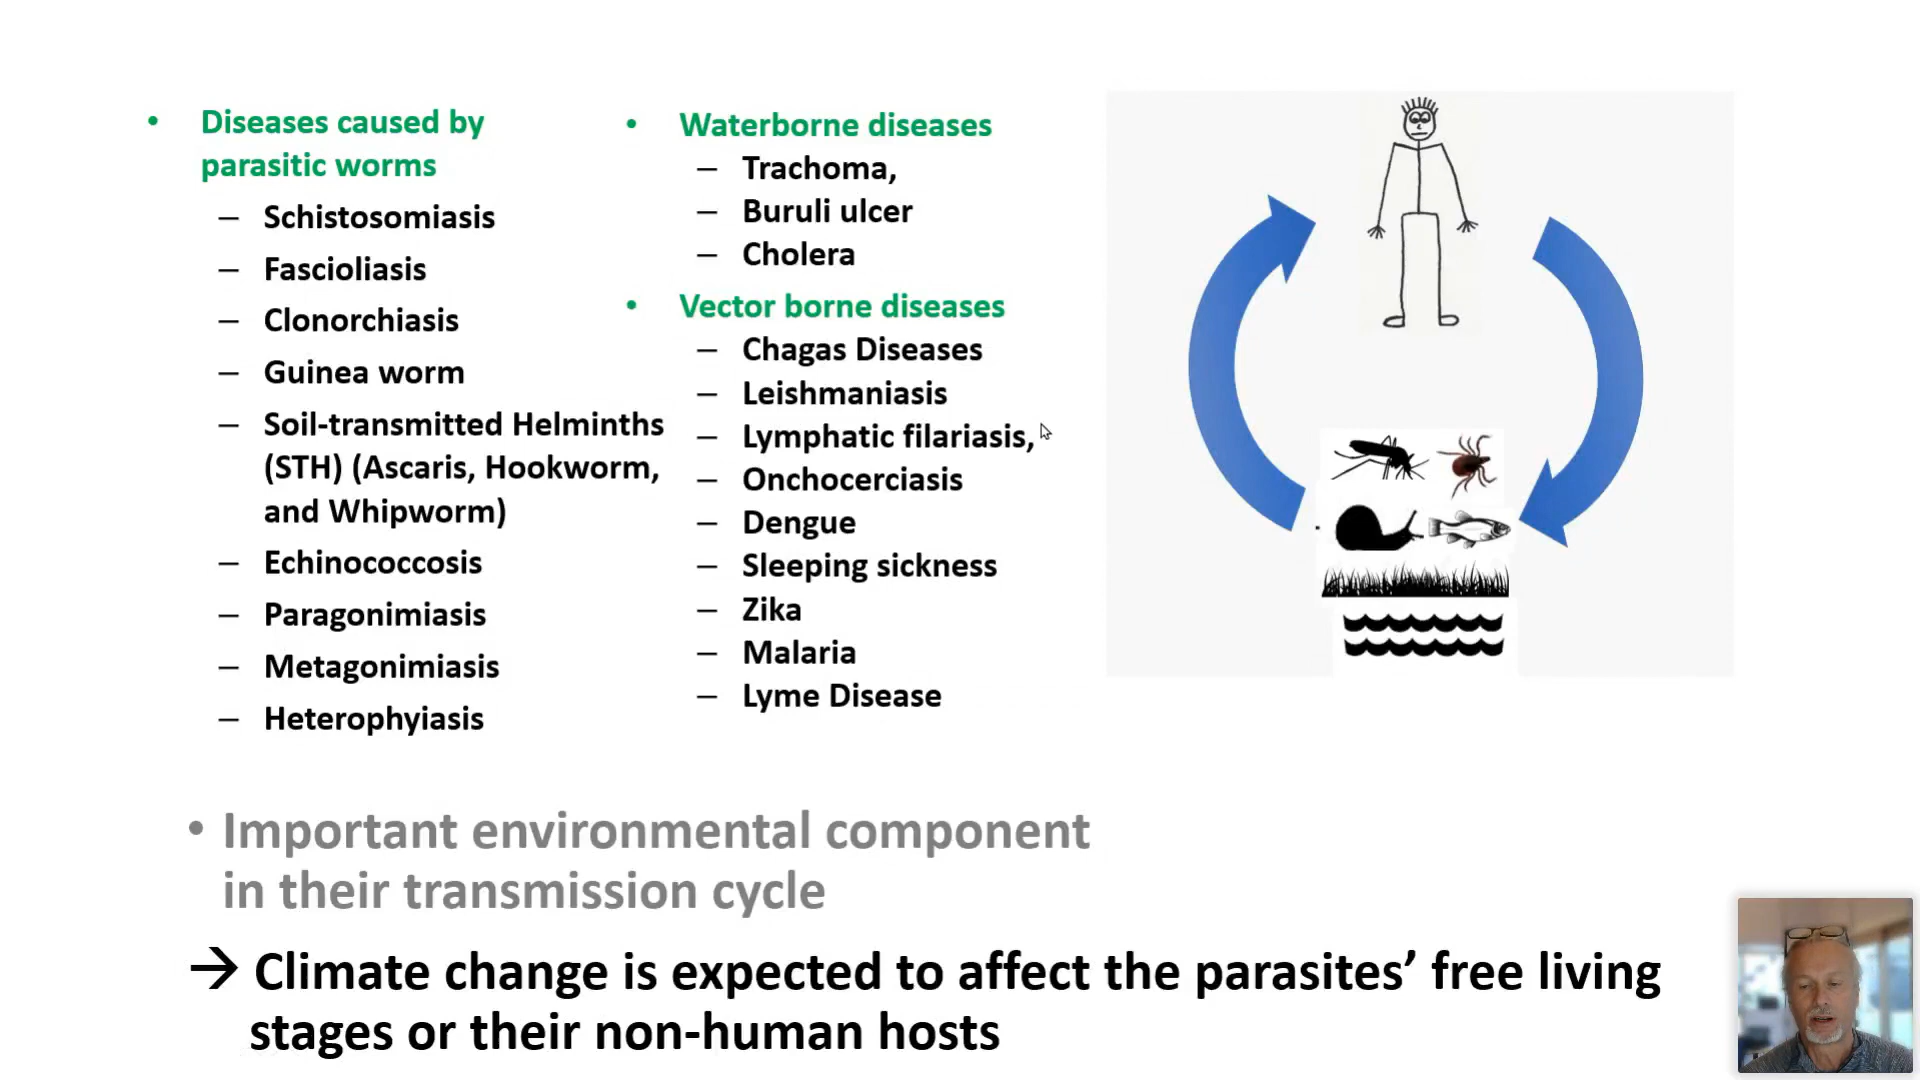 • Diseases caused by
parasitic worms
– Schistosomiasis
– Fascioliasis
– Clonorchiasis
– Guinea worm
– Soil-transmitted Helminths
(STH) (Ascaris, Hookworm,
and Whipworm)
– Echinococcosis
– Paragonimiasis
– Metagonimiasis
– Heterophyiasis
• Waterborne diseases
– Trachoma,
– Buruli ulcer
– Cholera
• Vector borne diseases
– Chagas Diseases
– Leishmaniasis
– Lymphatic filariasis,
– Onchocerciasis
– Dengue
– Sleeping sickness
– Zika
– Malaria
– Lyme Disease
• Important environmental component
in their transmission cycle
→ Climate change is expected to affect the parasites’ free living
stages or their non-human hosts